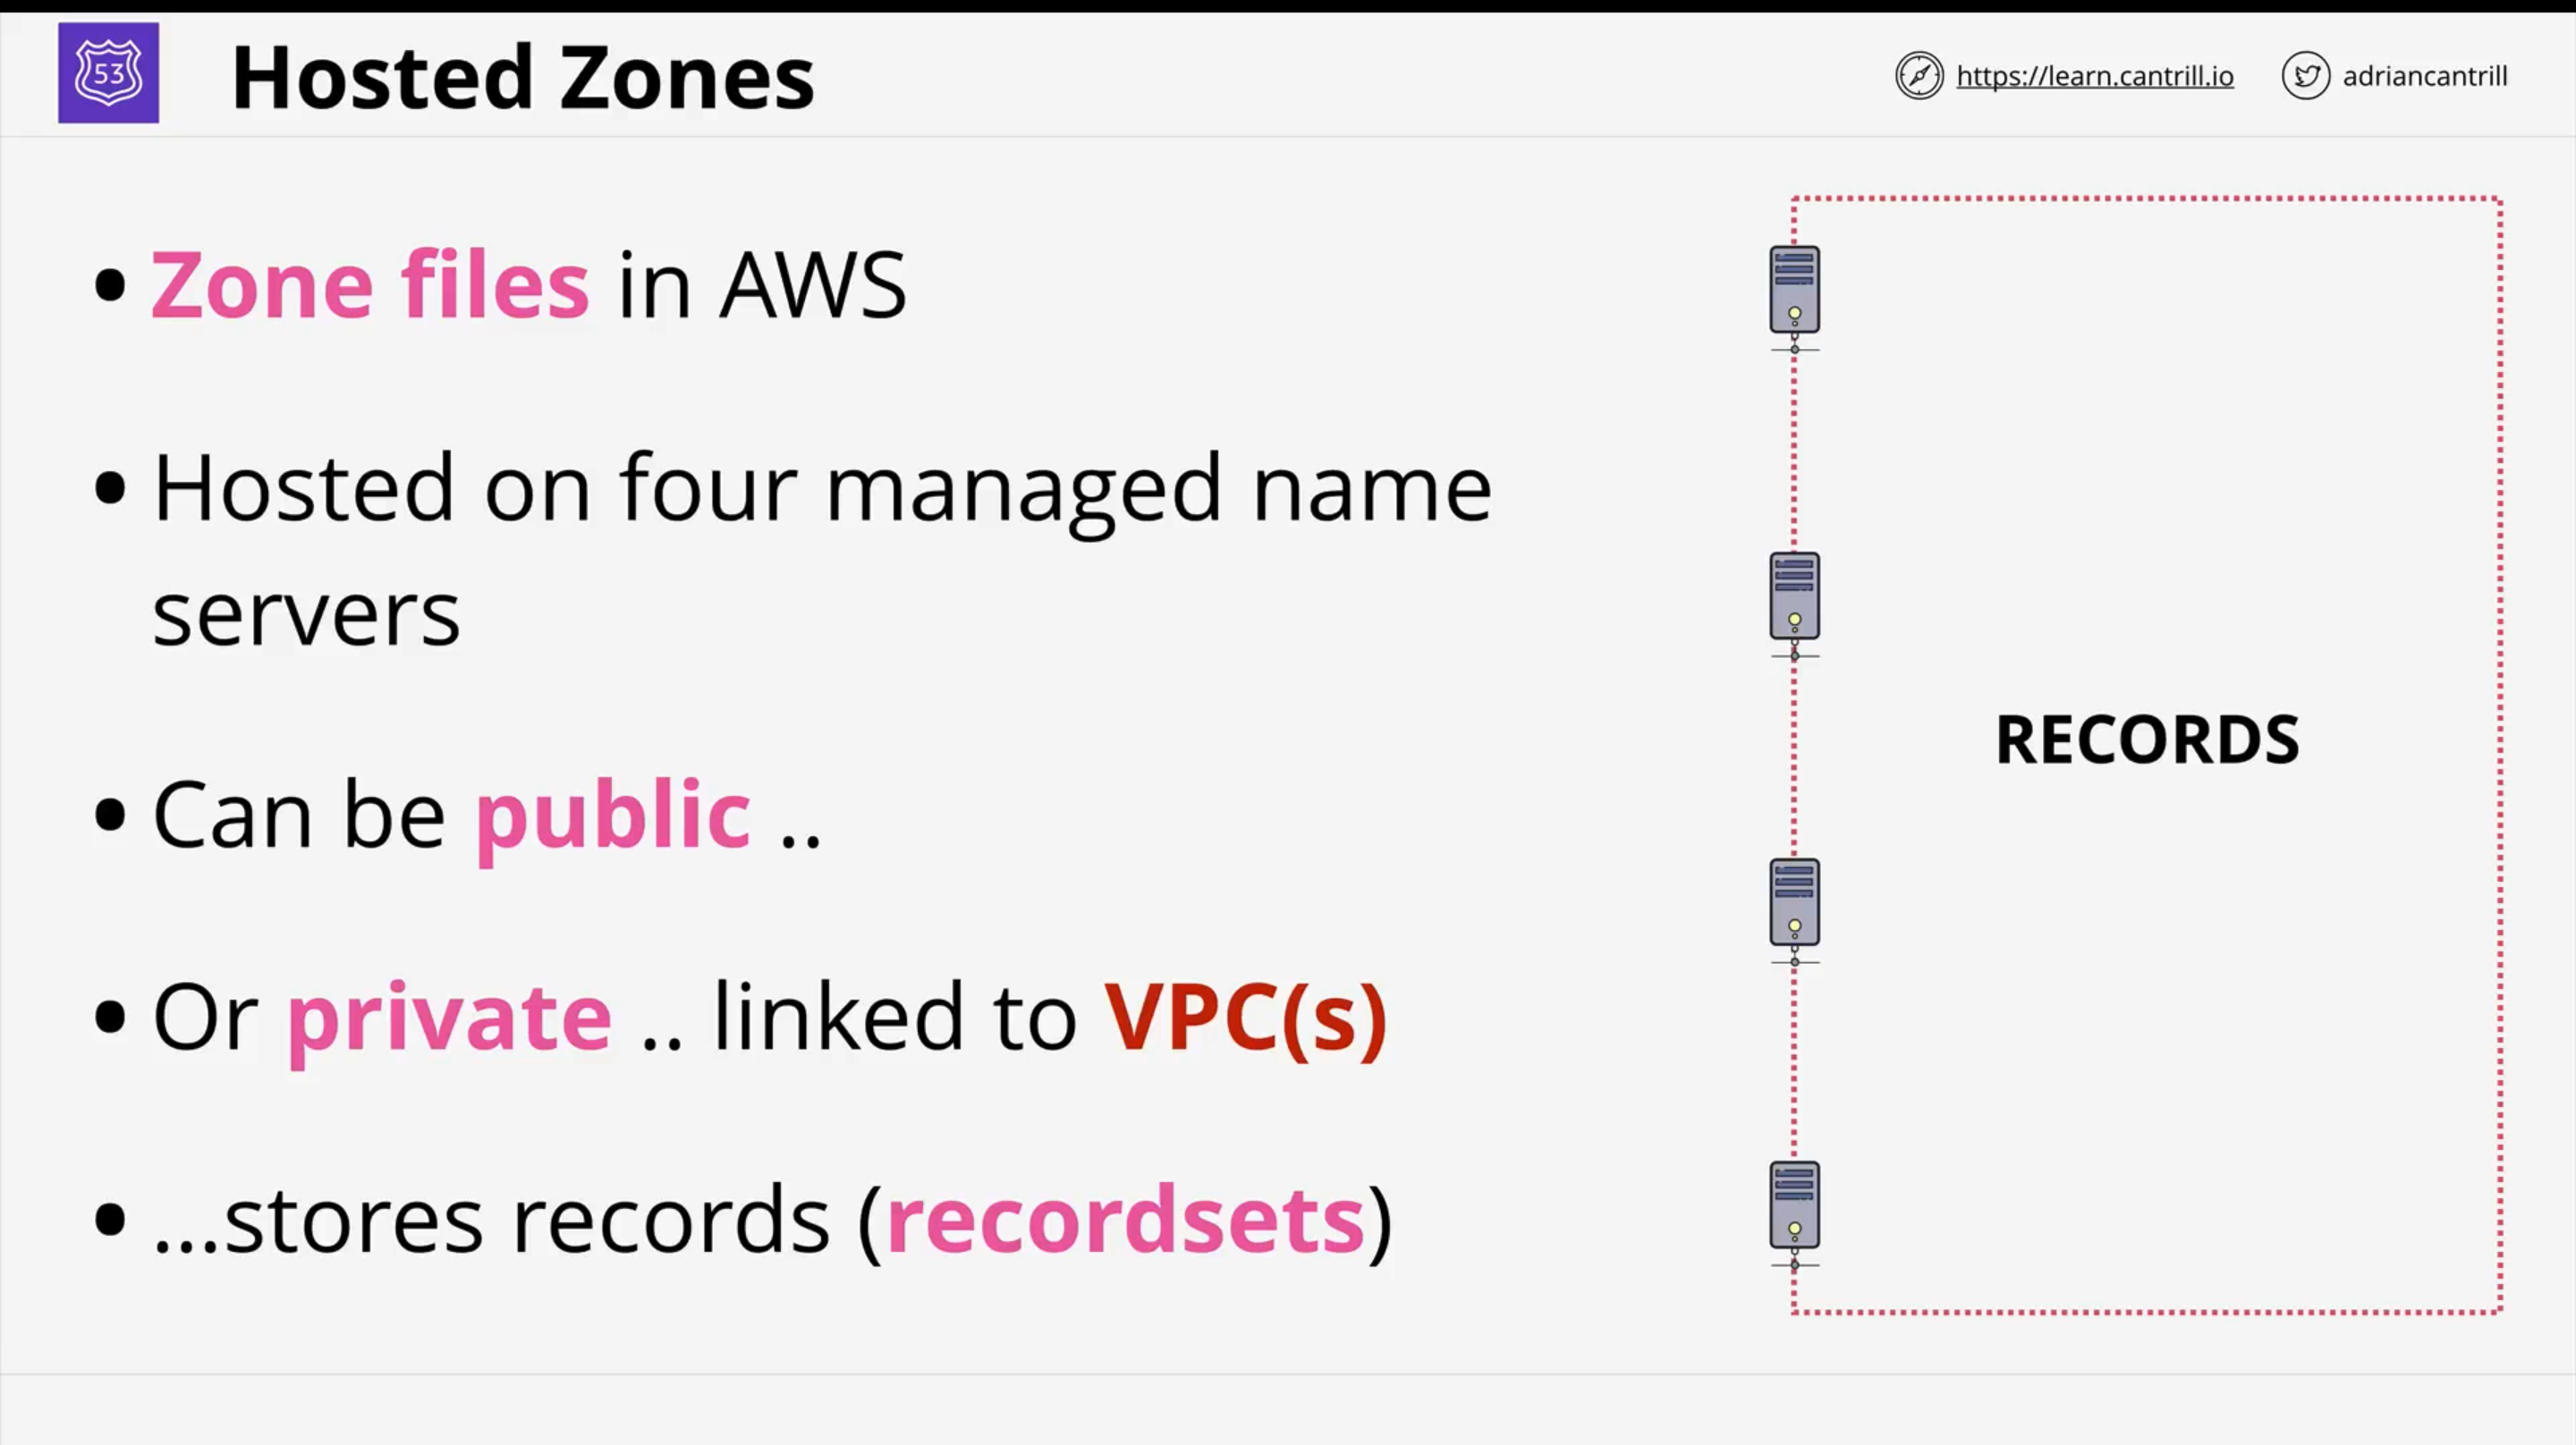 53
Hosted Zones
https://learn.cantrill.io
adriancantrill
• Zone files in AWS
• Hosted on four managed name
servers
• Can be public ..
• Or private .. linked to VPC(s)
• ...stores records (recordsets)
RECORDS